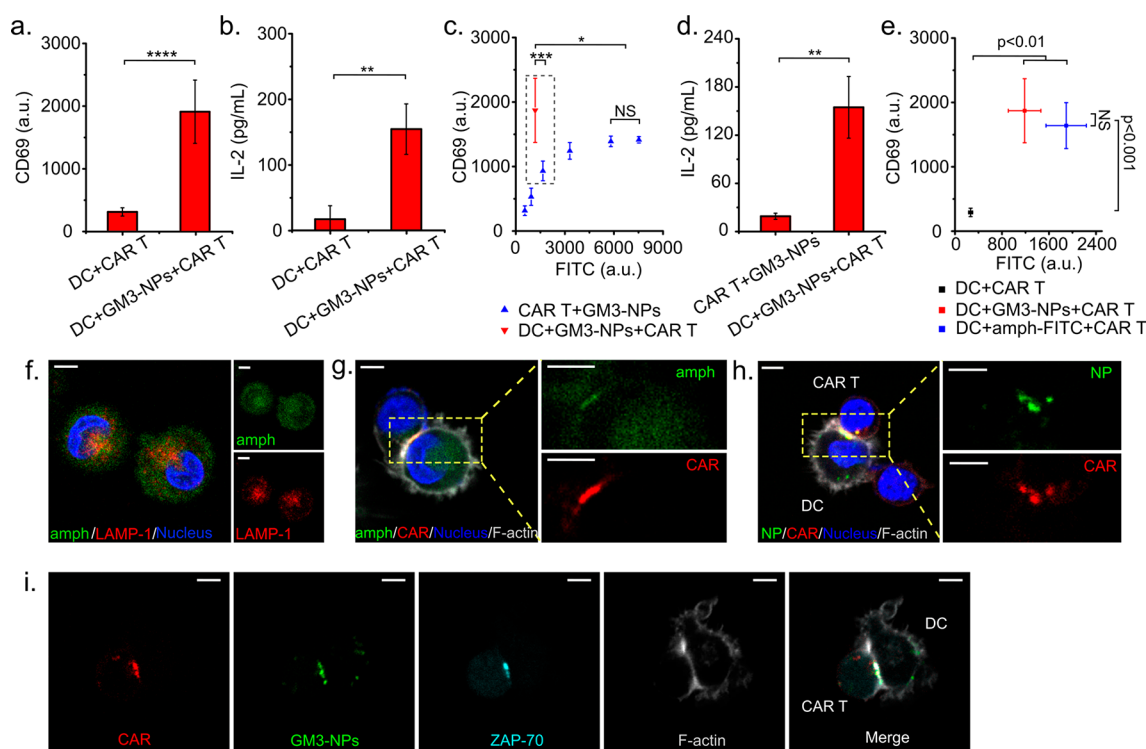 a.
CD69 (a.u.)
3000
2000
1000
0
****
DC+CAR T
DC+GM3-NPs+CAR T
b.
IL-2 (pg/mL)
300
200
100
0
**
DC+CAR T
DC+GM3-NPs+CAR T
c.
CD69 (a.u.)
3000
2000
1000
0
*
***
NS
0 3000 6000 9000
FITC (a.u.)
CAR T+GM3-NPs
DC+GM3-NPs+CAR T
d.
IL-2 (pg/mL)
240
180
120
60
0
**
CAR T+GM3-NPs
DC+GM3-NPs+CAR T
e.
CD69 (a.u.)
3000
2000
1000
0
p<0.01
NS
p<0.001
0 600 1200 1800 2400
FITC (a.u.)
DC+CAR T
DC+GM3-NPs+CAR T
DC+amph-FITC+CAR T
f.
amph/LAMP-1/Nucleus
amph
LAMP-1
g.
amph/CAR/Nucleus/F-actin
amph
CAR
h.
CAR T
DC
NP/CAR/Nucleus/F-actin
NP
CAR
i.
CAR
GM3-NPs
ZAP-70
F-actin
DC
CAR T
Merge